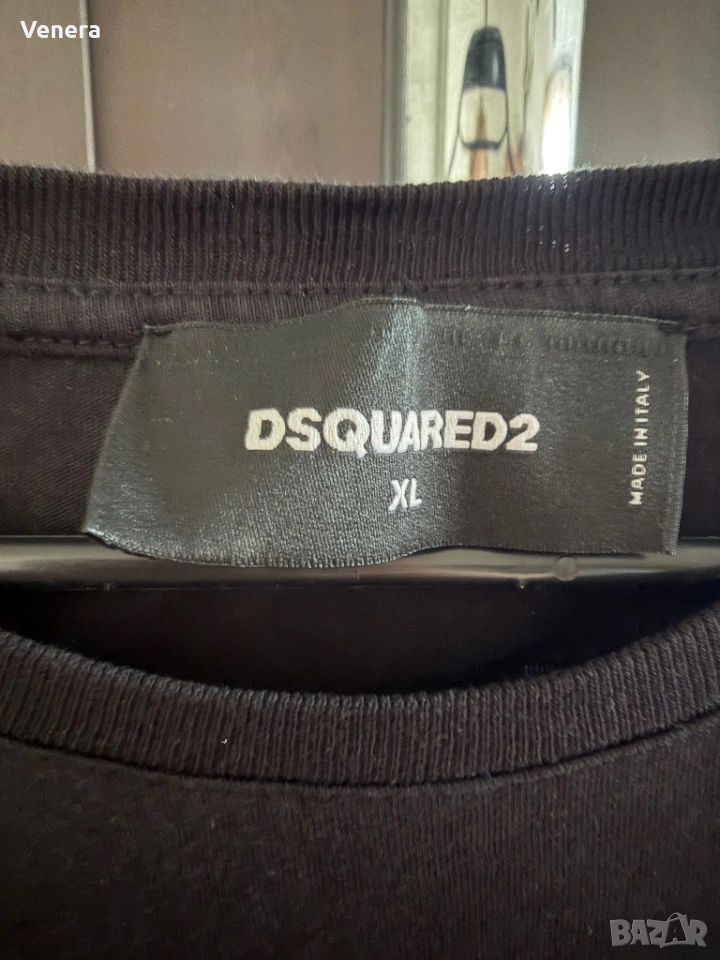 Venera
DSQUARED2
XL
MADE IN ITALY
BAZAR